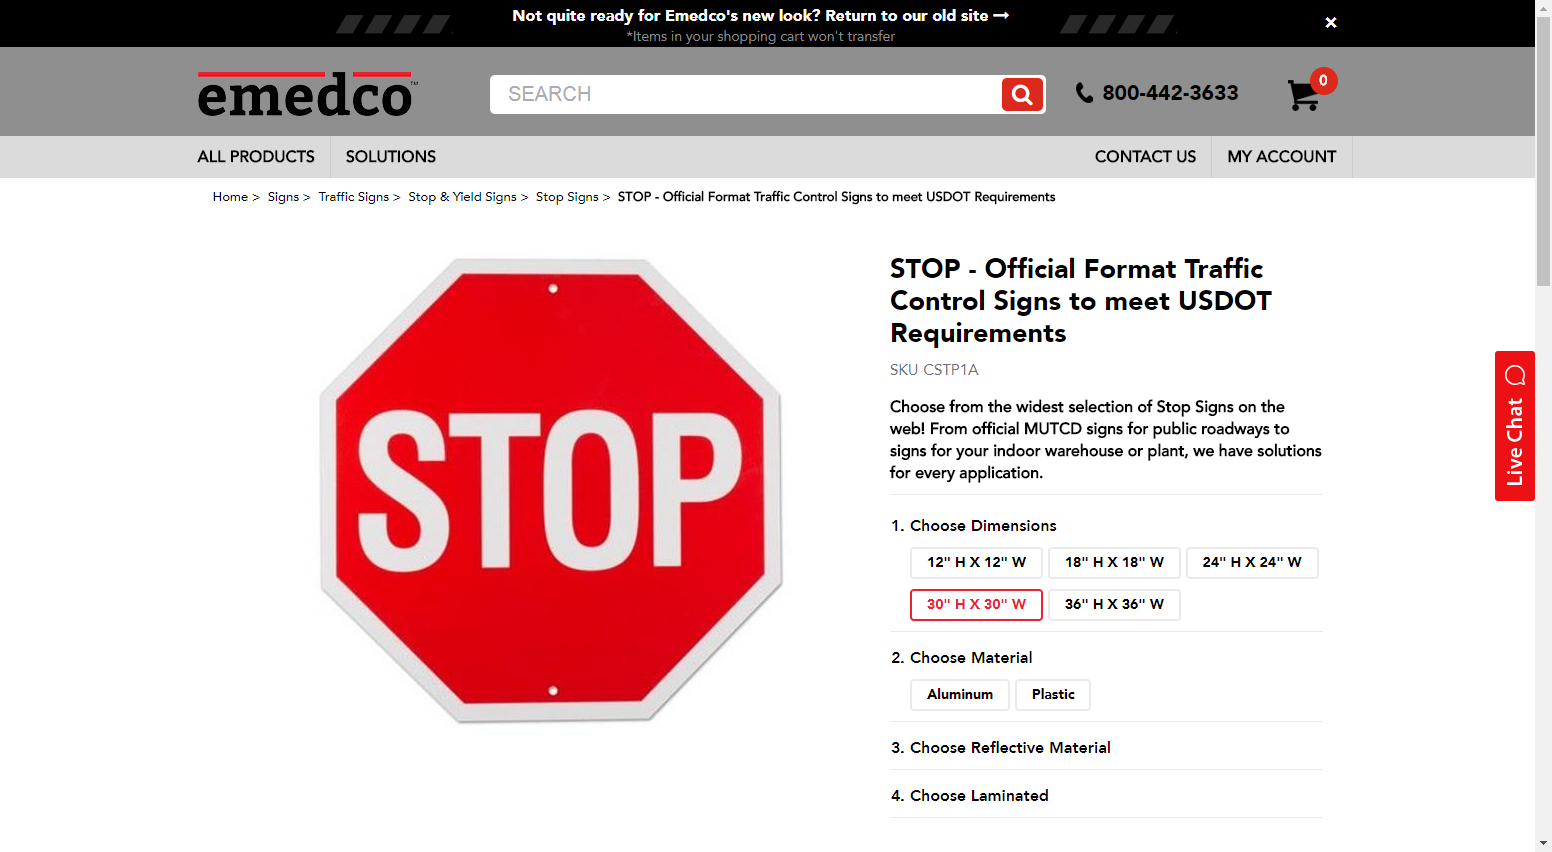 Not quite ready for Emedco's new look? Return to our old site
*Items in your shopping cart won't transfer
emedco™
SEARCH
800-442-3633
0
ALL PRODUCTS
SOLUTIONS
CONTACT US
MY ACCOUNT
Home > Signs > Traffic Signs > Stop & Yield Signs > Stop Signs > STOP - Official Format Traffic Control Signs to meet USDOT Requirements
STOP
STOP - Official Format Traffic
Control Signs to meet USDOT
Requirements
SKU CSTP1A
Choose from the widest selection of Stop Signs on the
web! From official MUTCD signs for public roadways to
signs for your indoor warehouse or plant, we have solutions
for every application.
1. Choose Dimensions
12" H X 12" W
18" H X 18" W
24" H X 24" W
30" H X 30" W
36" H X 36" W
2. Choose Material
Aluminum
Plastic
3. Choose Reflective Material
4. Choose Laminated
Live Chat